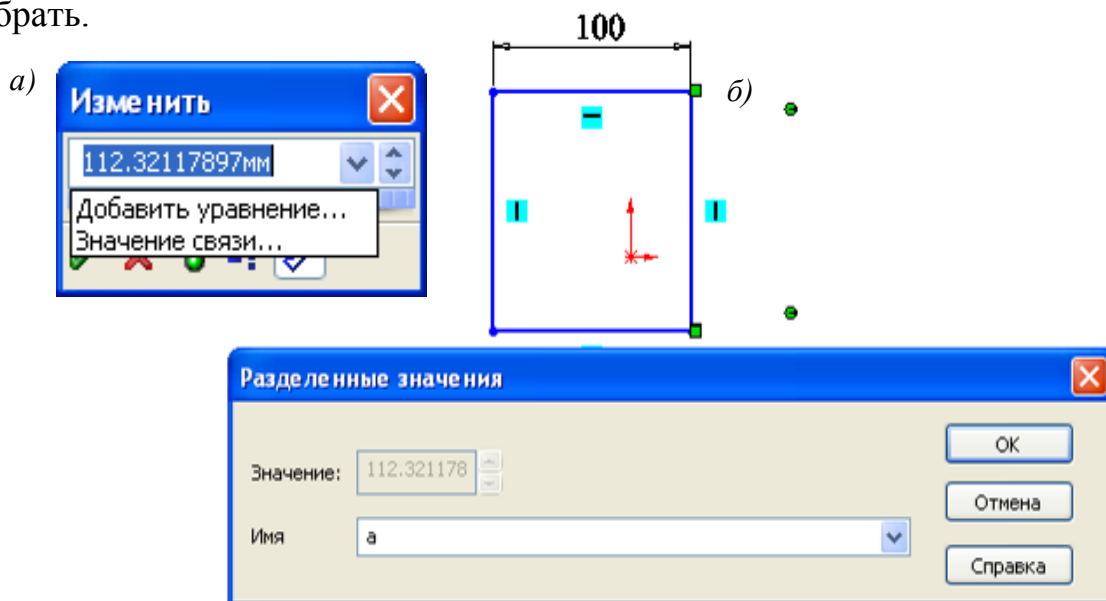 брать.
а)
Изменить
112.32117897мм
Добавить уравнение...
Значение связи...
100
б)
Разделенные значения
Значение:
112.321178
Имя
a
OK
Отмена
Справка